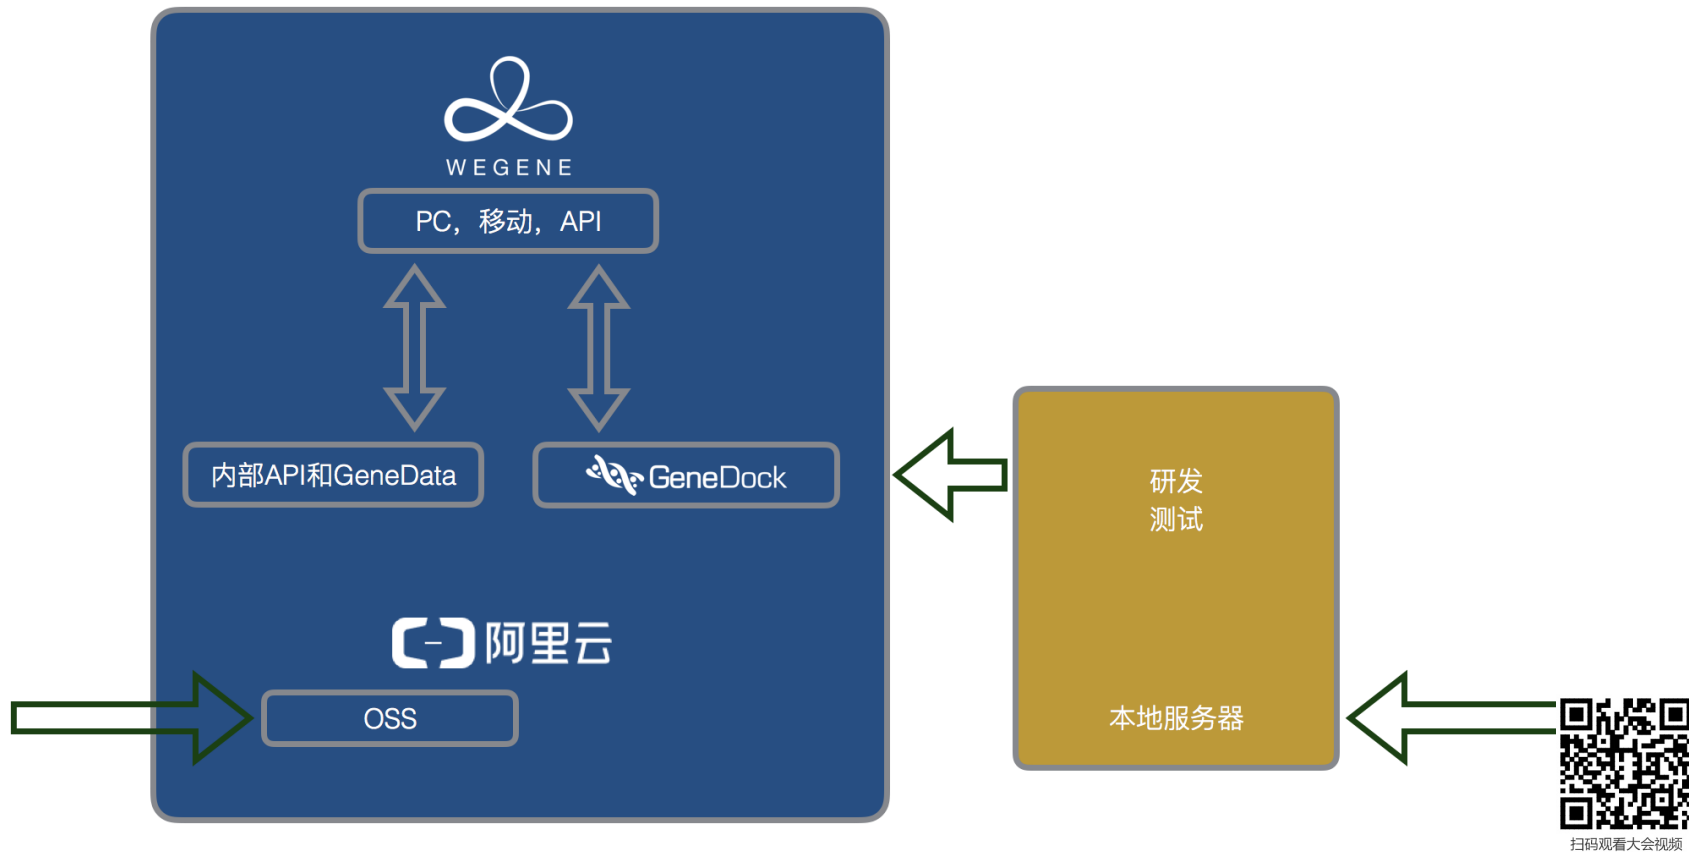 WEGENE
PC，移动，API
内部API和GeneData
GeneDock
研发
测试
阿里云
OSS
本地服务器
扫码观看大会视频